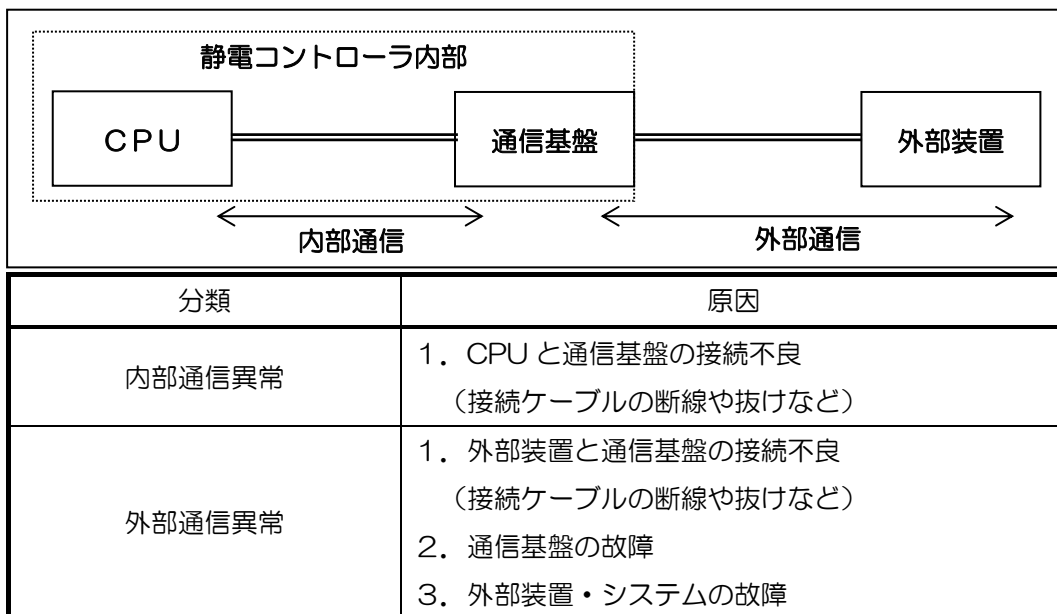 静電コントローラ内部
ＣＰＵ
通信基盤
外部装置
内部通信
外部通信
分類
原因
内部通信異常
１．CPU と通信基盤の接続不良
（接続ケーブルの断線や抜けなど）
外部通信異常
１．外部装置と通信基盤の接続不良
（接続ケーブルの断線や抜けなど）
２．通信基盤の故障
３．外部装置・システムの故障